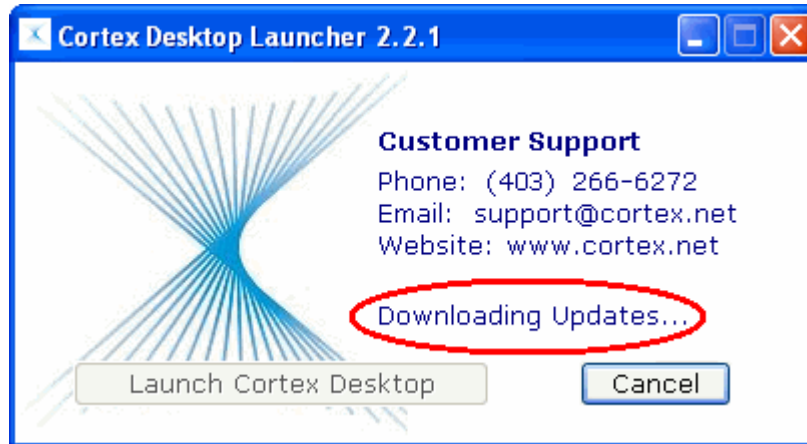 Cortex Desktop Launcher 2.2.1
Customer Support
Phone: (403) 266-6272
Email: support@cortex.net
Website: www.cortex.net
Downloading Updates...
Launch Cortex Desktop
Cancel